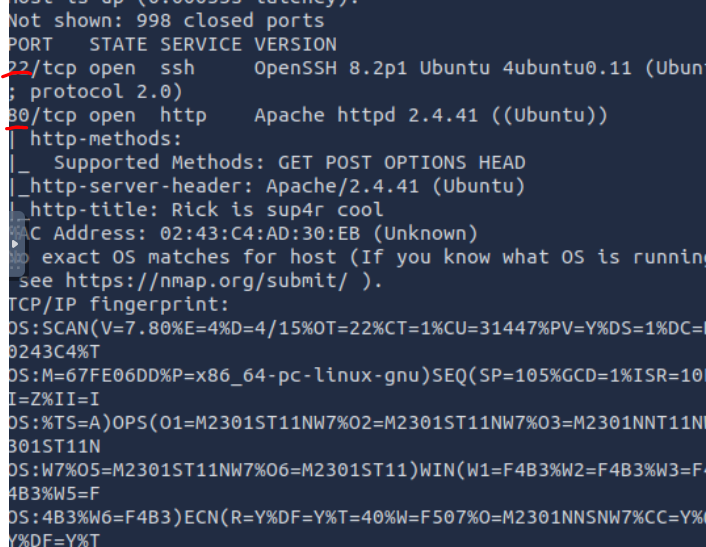 Host is up (0.000533 latency).
Not shown: 998 closed ports
PORT   STATE SERVICE VERSION
22/tcp open  ssh     OpenSSH 8.2p1 Ubuntu 4ubuntu0.11 (Ubun
; protocol 2.0)
80/tcp open  http    Apache httpd 2.4.41 ((Ubuntu))
| http-methods:
|_  Supported Methods: GET POST OPTIONS HEAD
|_http-server-header: Apache/2.4.41 (Ubuntu)
|_http-title: Rick is sup4r cool
AC Address: 02:43:C4:AD:30:EB (Unknown)
exact OS matches for host (If you know what OS is running
see https://nmap.org/submit/ ).
TCP/IP fingerprint:
OS:SCAN(V=7.80%E=4%D=4/15%OT=22%CT=1%CU=31447%PV=Y%DS=1%DC=
0243C4%T
OS:M=67FE06DD%P=x86_64-pc-linux-gnu)SEQ(SP=105%GCD=1%ISR=10
I=Z%II=I
OS:%TS=A)OPS(O1=M2301ST11NW7%O2=M2301ST11NW7%O3=M2301NNT11N
301ST11N
OS:W7%O5=M2301ST11NW7%O6=M2301ST11)WIN(W1=F4B3%W2=F4B3%W3=F
4B3%W5=F
OS:4B3%W6=F4B3)ECN(R=Y%DF=Y%T=40%W=F507%O=M2301NNSNW7%CC=Y%
Y%DF=Y%T